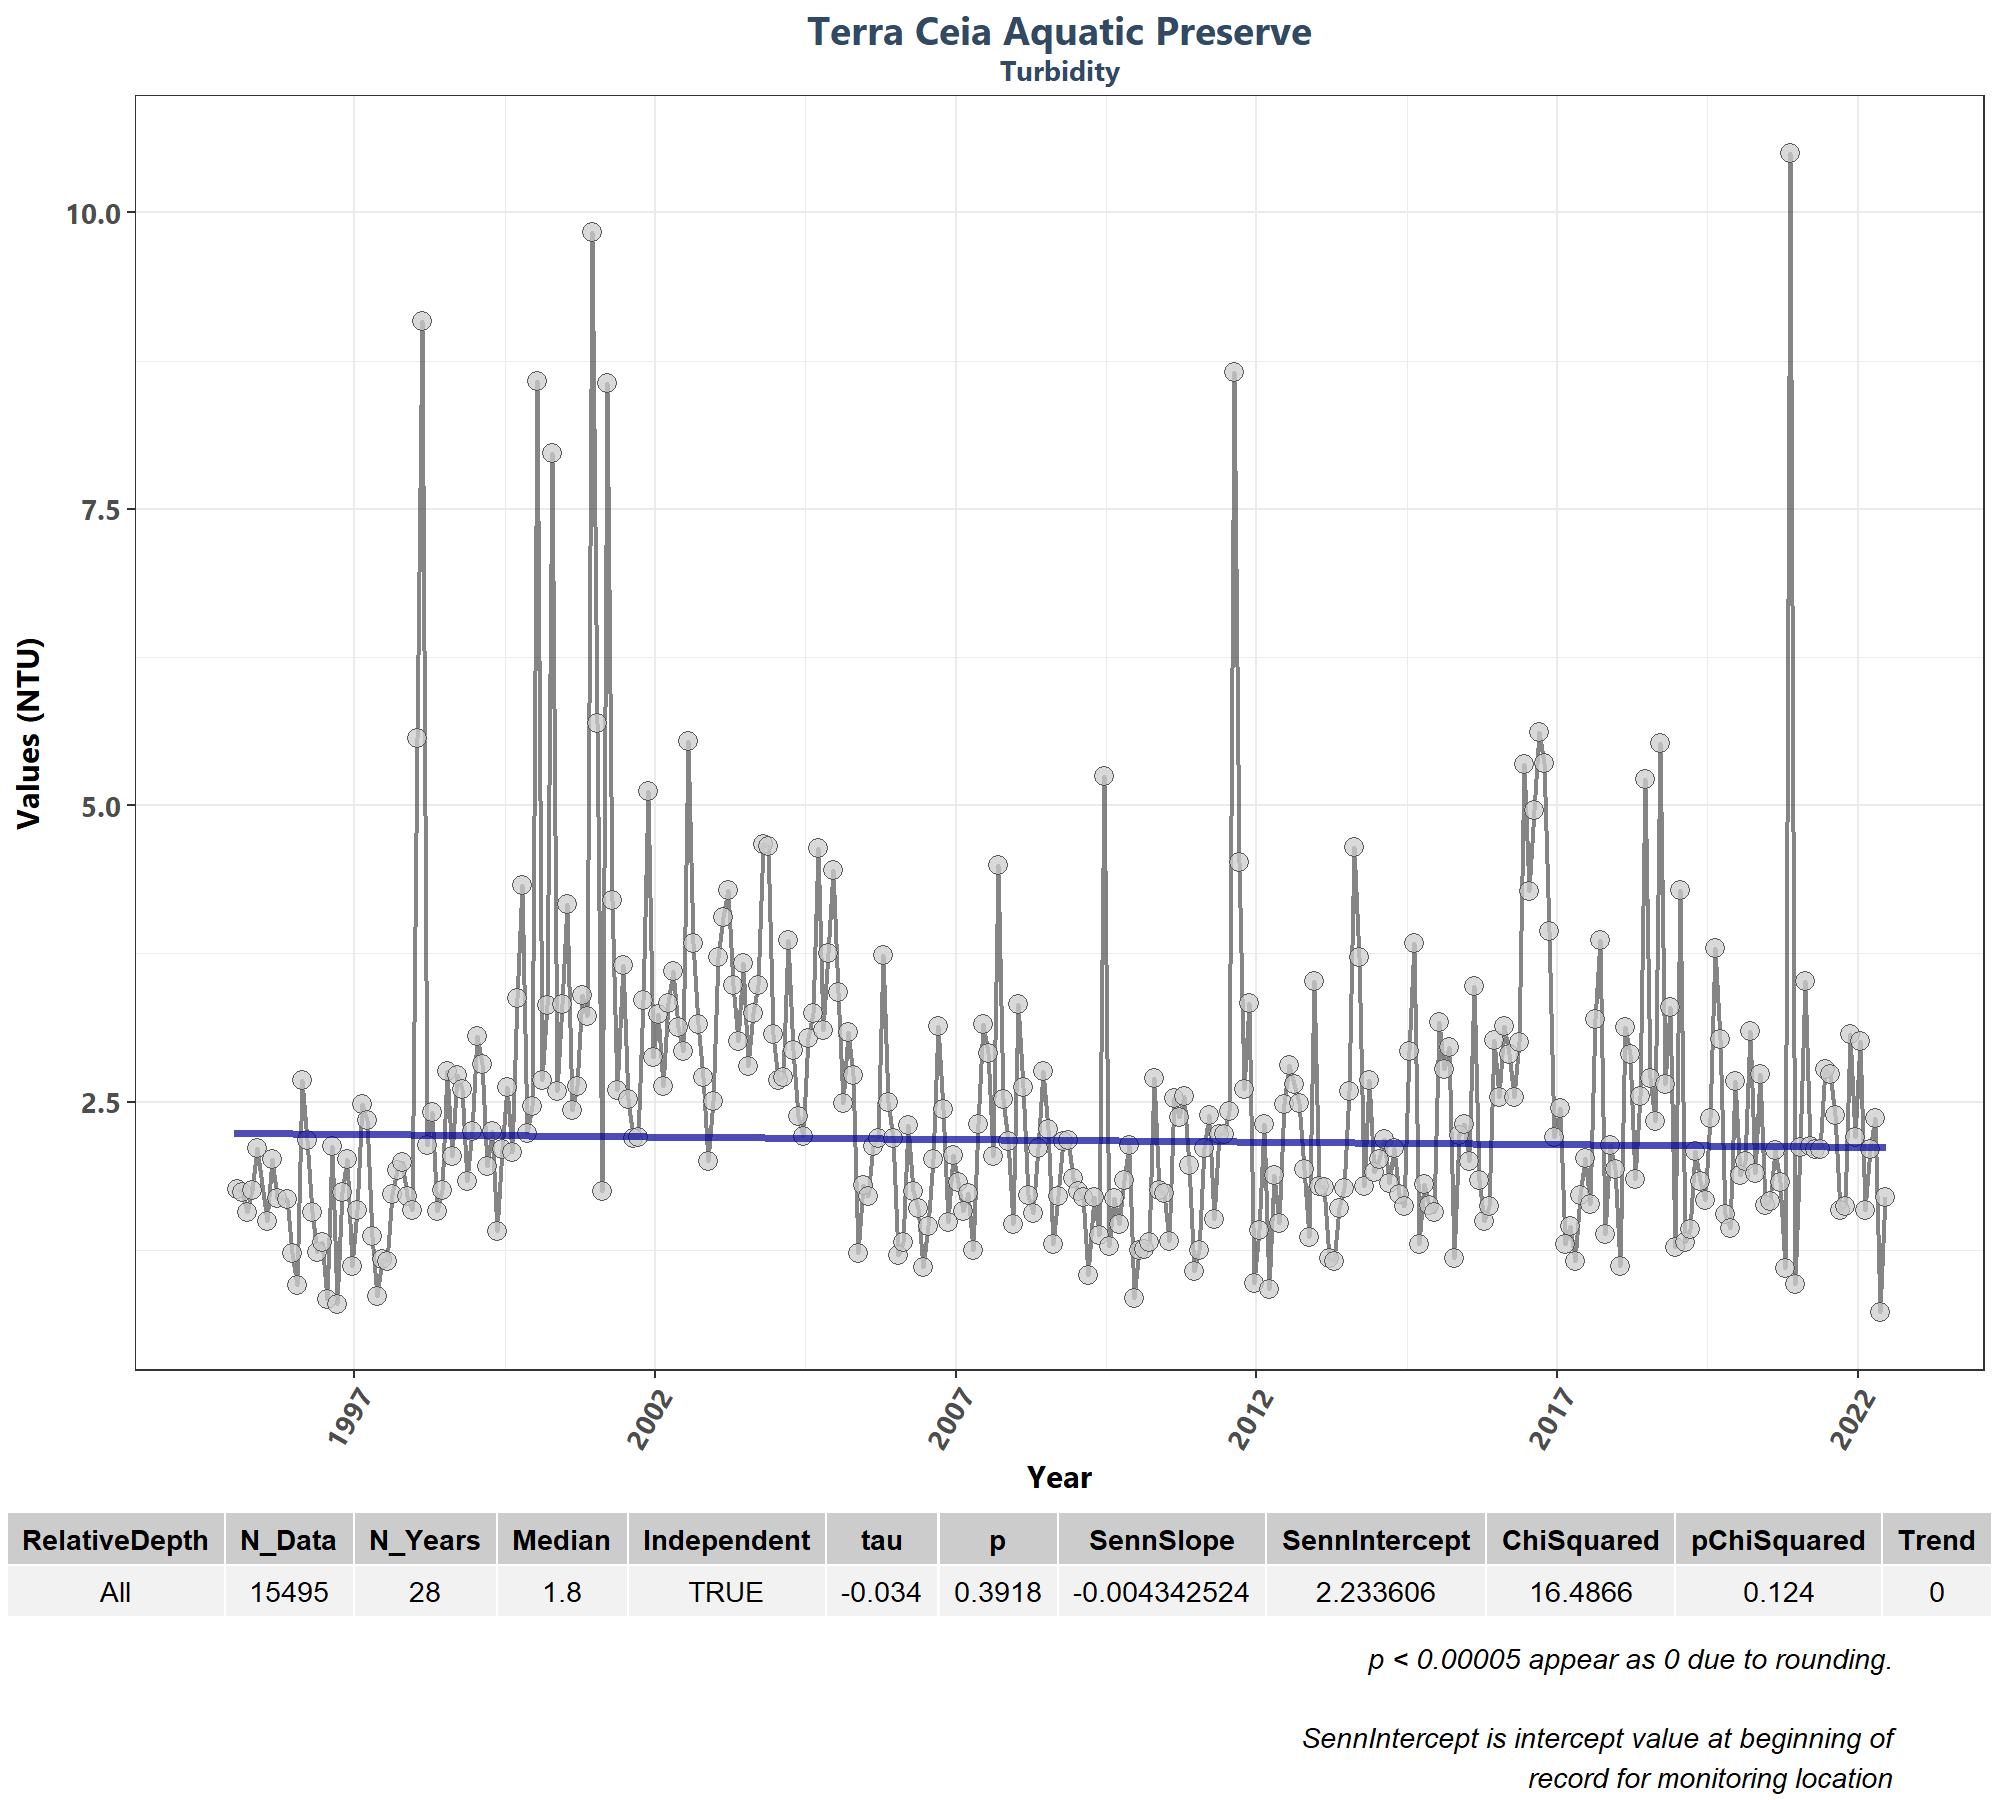 Terra Ceia Aquatic Preserve
Turbidity
Values (NTU)
10.0
7.5
5.0
2.5
1997 2002 2007 2012 2017 2022
Year
RelativeDepth N_Data N_Years Median Independent tau p SennSlope SennIntercept ChiSquared pChiSquared Trend
All 15495 28 1.8 TRUE -0.034 0.3918 -0.004342524 2.233606 16.4866 0.124 0
p < 0.00005 appear as 0 due to rounding.
SennIntercept is intercept value at beginning of
record for monitoring location